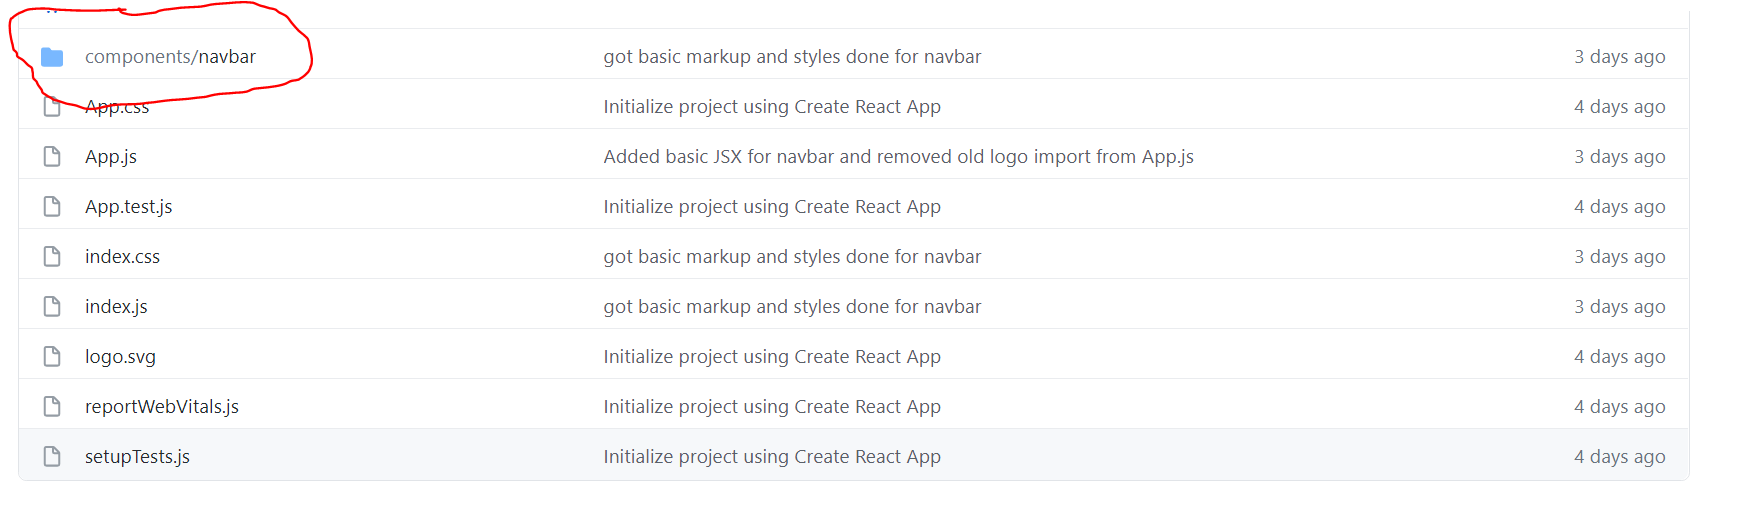 components/navbar got basic markup and styles done for navbar 3 days ago
App.css Initialize project using Create React App 4 days ago
App.js Added basic JSX for navbar and removed old logo import from App.js 3 days ago
App.test.js Initialize project using Create React App 4 days ago
index.css got basic markup and styles done for navbar 3 days ago
index.js got basic markup and styles done for navbar 3 days ago
logo.svg Initialize project using Create React App 4 days ago
reportWebVitals.js Initialize project using Create React App 4 days ago
setupTests.js Initialize project using Create React App 4 days ago